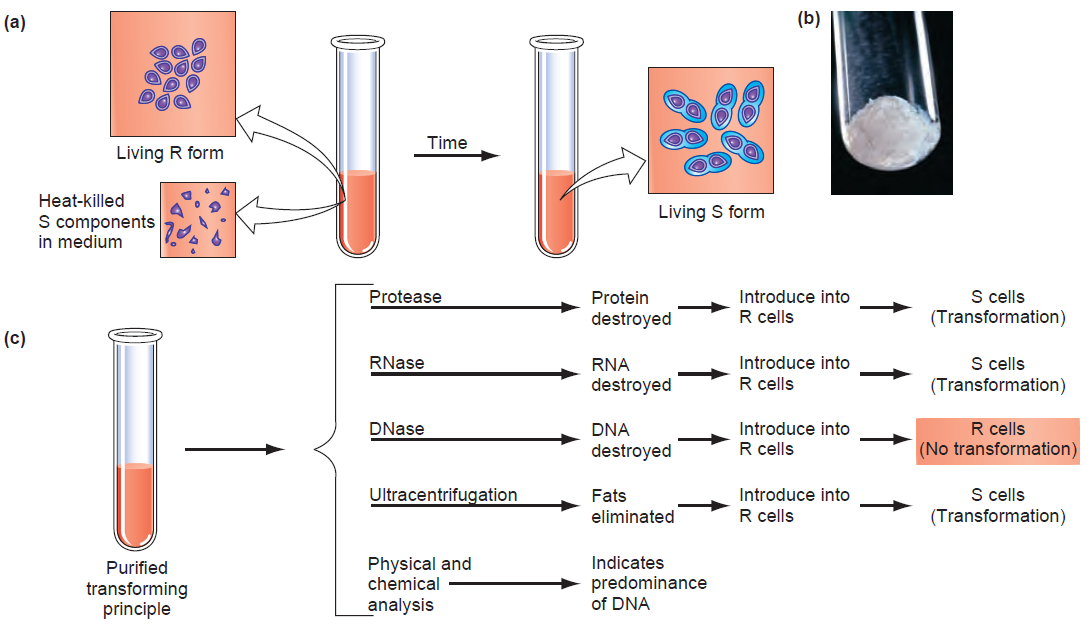 (a)
(b)
Living R form
Time
Heat-killed
S components
in medium
Living S form
(c)
Protease
Protein
destroyed
Introduce into
R cells
S cells
(Transformation)
RNase
RNA
destroyed
Introduce into
R cells
S cells
(Transformation)
DNase
DNA
destroyed
Introduce into
R cells
R cells
(No transformation)
Ultracentrifugation
Fats
eliminated
Introduce into
R cells
S cells
(Transformation)
Physical and
chemical
analysis
Indicates
predominance
of DNA
Purified
transforming
principle